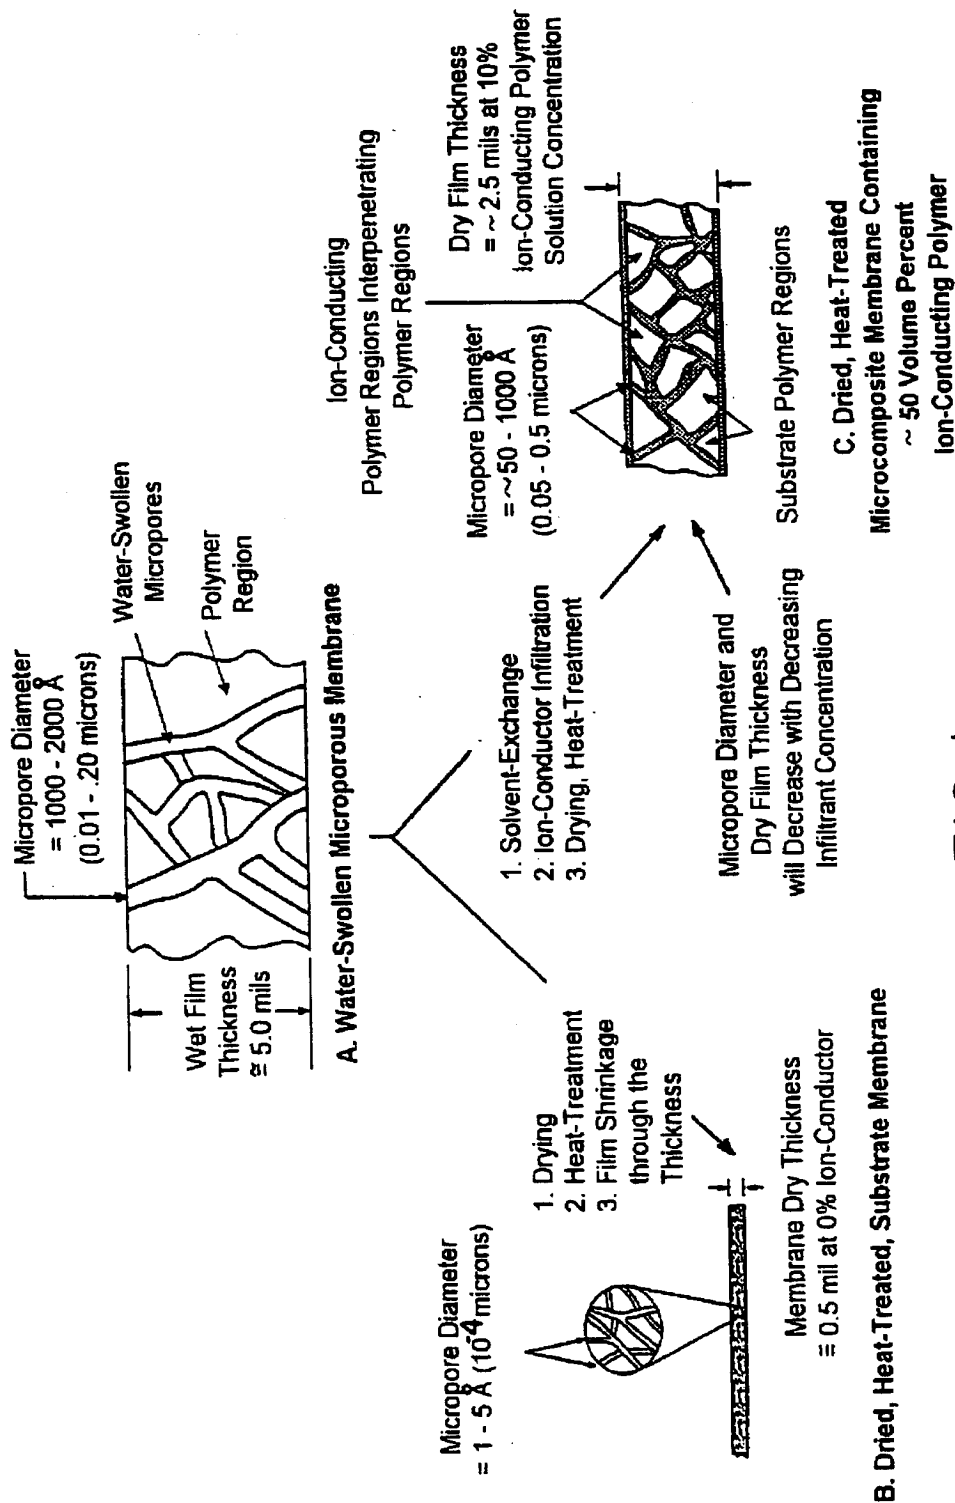 Micropore Diameter
= 1000 - 2000 Å
(0.01 - .20 microns)
Water-Swollen
Micropores
Polymer
Region
Wet Film
Thickness
≅ 5.0 mils
A. Water-Swollen Microporous Membrane
1. Drying
2. Heat-Treatment
3. Film Shrinkage
through the
Thickness
Micropore Diameter
= 1 - 5 Å (10-4 microns)
Membrane Dry Thickness
≅ 0.5 mil at 0% Ion-Conductor
B. Dried, Heat-Treated, Substrate Membrane
1. Solvent-Exchange
2. Ion-Conductor Infiltration
3. Drying, Heat-Treatment
Micropore Diameter and
Dry Film Thickness
will Decrease with Decreasing
Infiltrant Concentration
Ion-Conducting
Polymer Regions Interpenetrating
Polymer Regions
Micropore Diameter
= ~50 - 1000 Å
(0.05 - 0.5 microns)
Dry Film Thickness
= ~2.5 mils at 10%
Ion-Conducting Polymer
Solution Concentration
Substrate Polymer Regions
C. Dried, Heat-Treated
Microcomposite Membrane Containing
~ 50 Volume Percent
Ion-Conducting Polymer